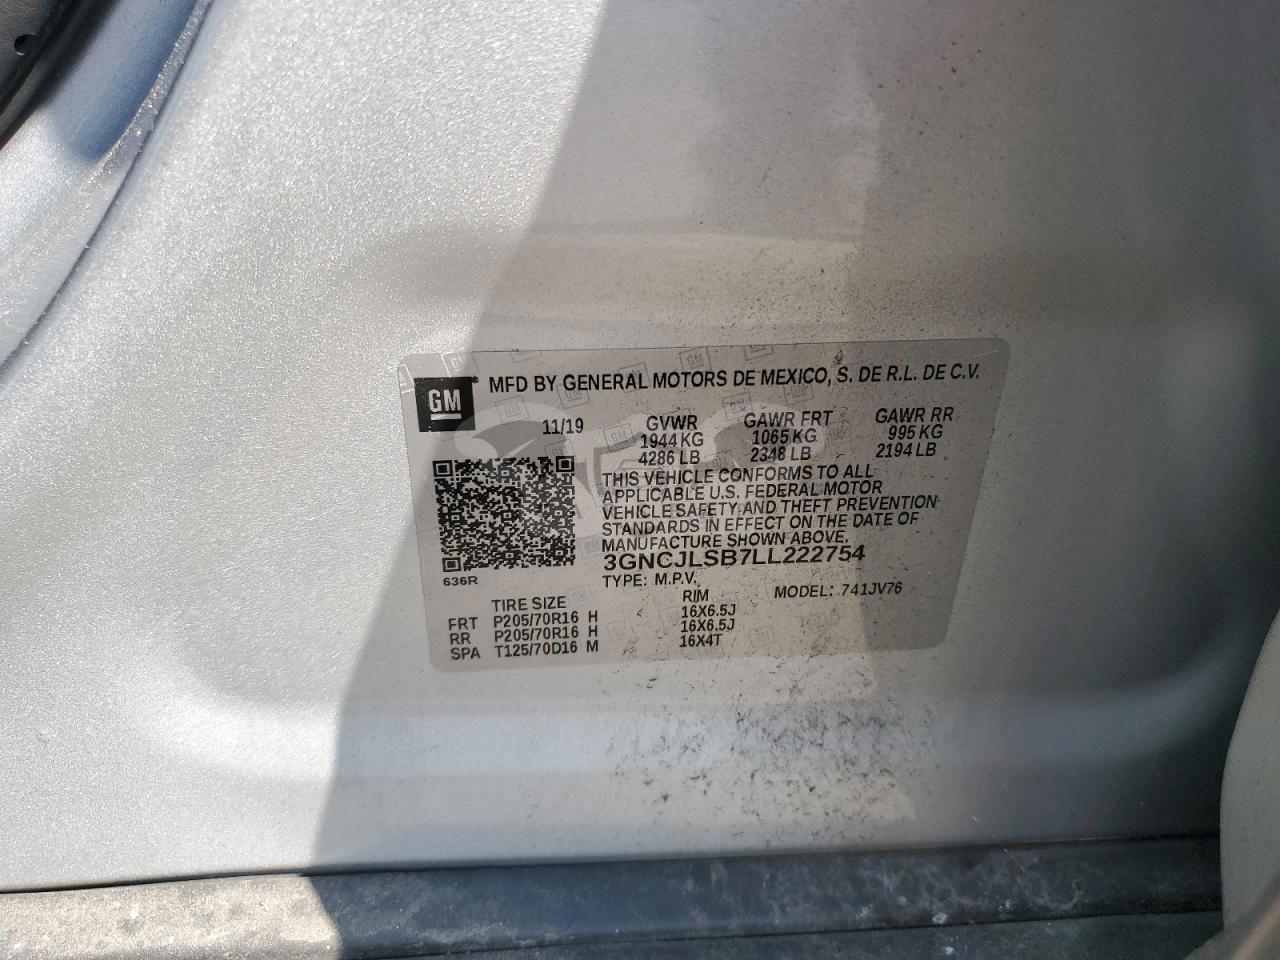 GM ® MFD BY GENERAL MOTORS DE MEXICO, S. DE R.L. DE C.V.
11/19 GVWR GAWR FRT GAWR RR
1944 KG 1065 KG 995 KG
4286 LB 2348 LB 2194 LB
THIS VEHICLE CONFORMS TO ALL
APPLICABLE U.S. FEDERAL MOTOR
VEHICLE SAFETY AND THEFT PREVENTION
STANDARDS IN EFFECT ON THE DATE OF
MANUFACTURE SHOWN ABOVE.
3GNCJLSB7LL222754
636R TYPE: M.P.V.
MODEL: 741JV76
TIRE SIZE RIM
FRT P205/70R16 H 16X6.5J
RR P205/70R16 H 16X6.5J
SPA T125/70D16 M 16X4T